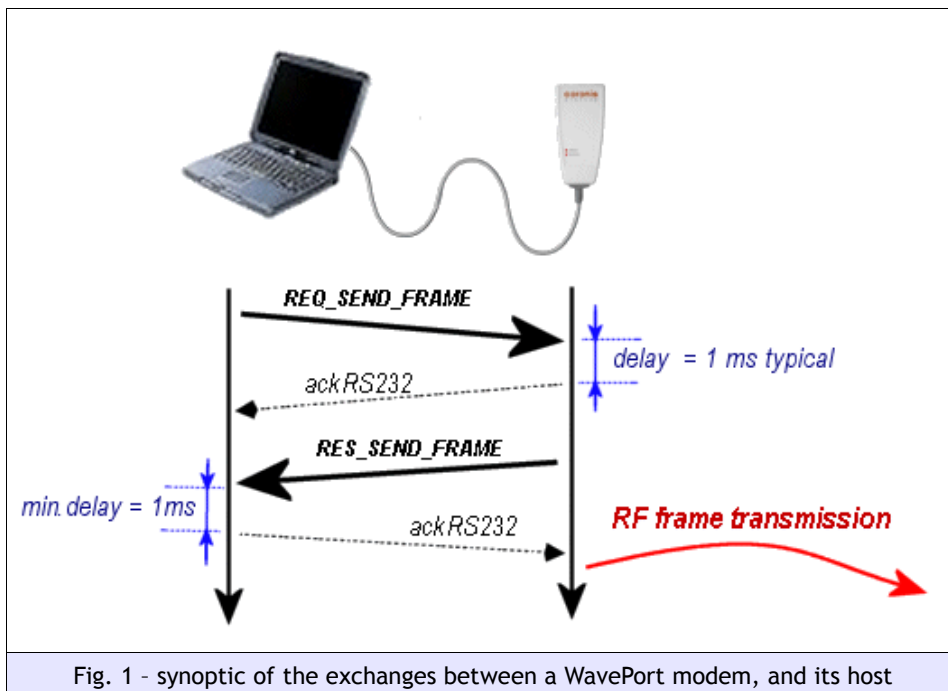 coronis
REQ_SEND_FRAME
delay = 1 ms typical
ackRS232
RES_SEND_FRAME
min. delay = 1ms
ackRS232
RF frame transmission
Fig. 1 - synoptic of the exchanges between a WavePort modem, and its host